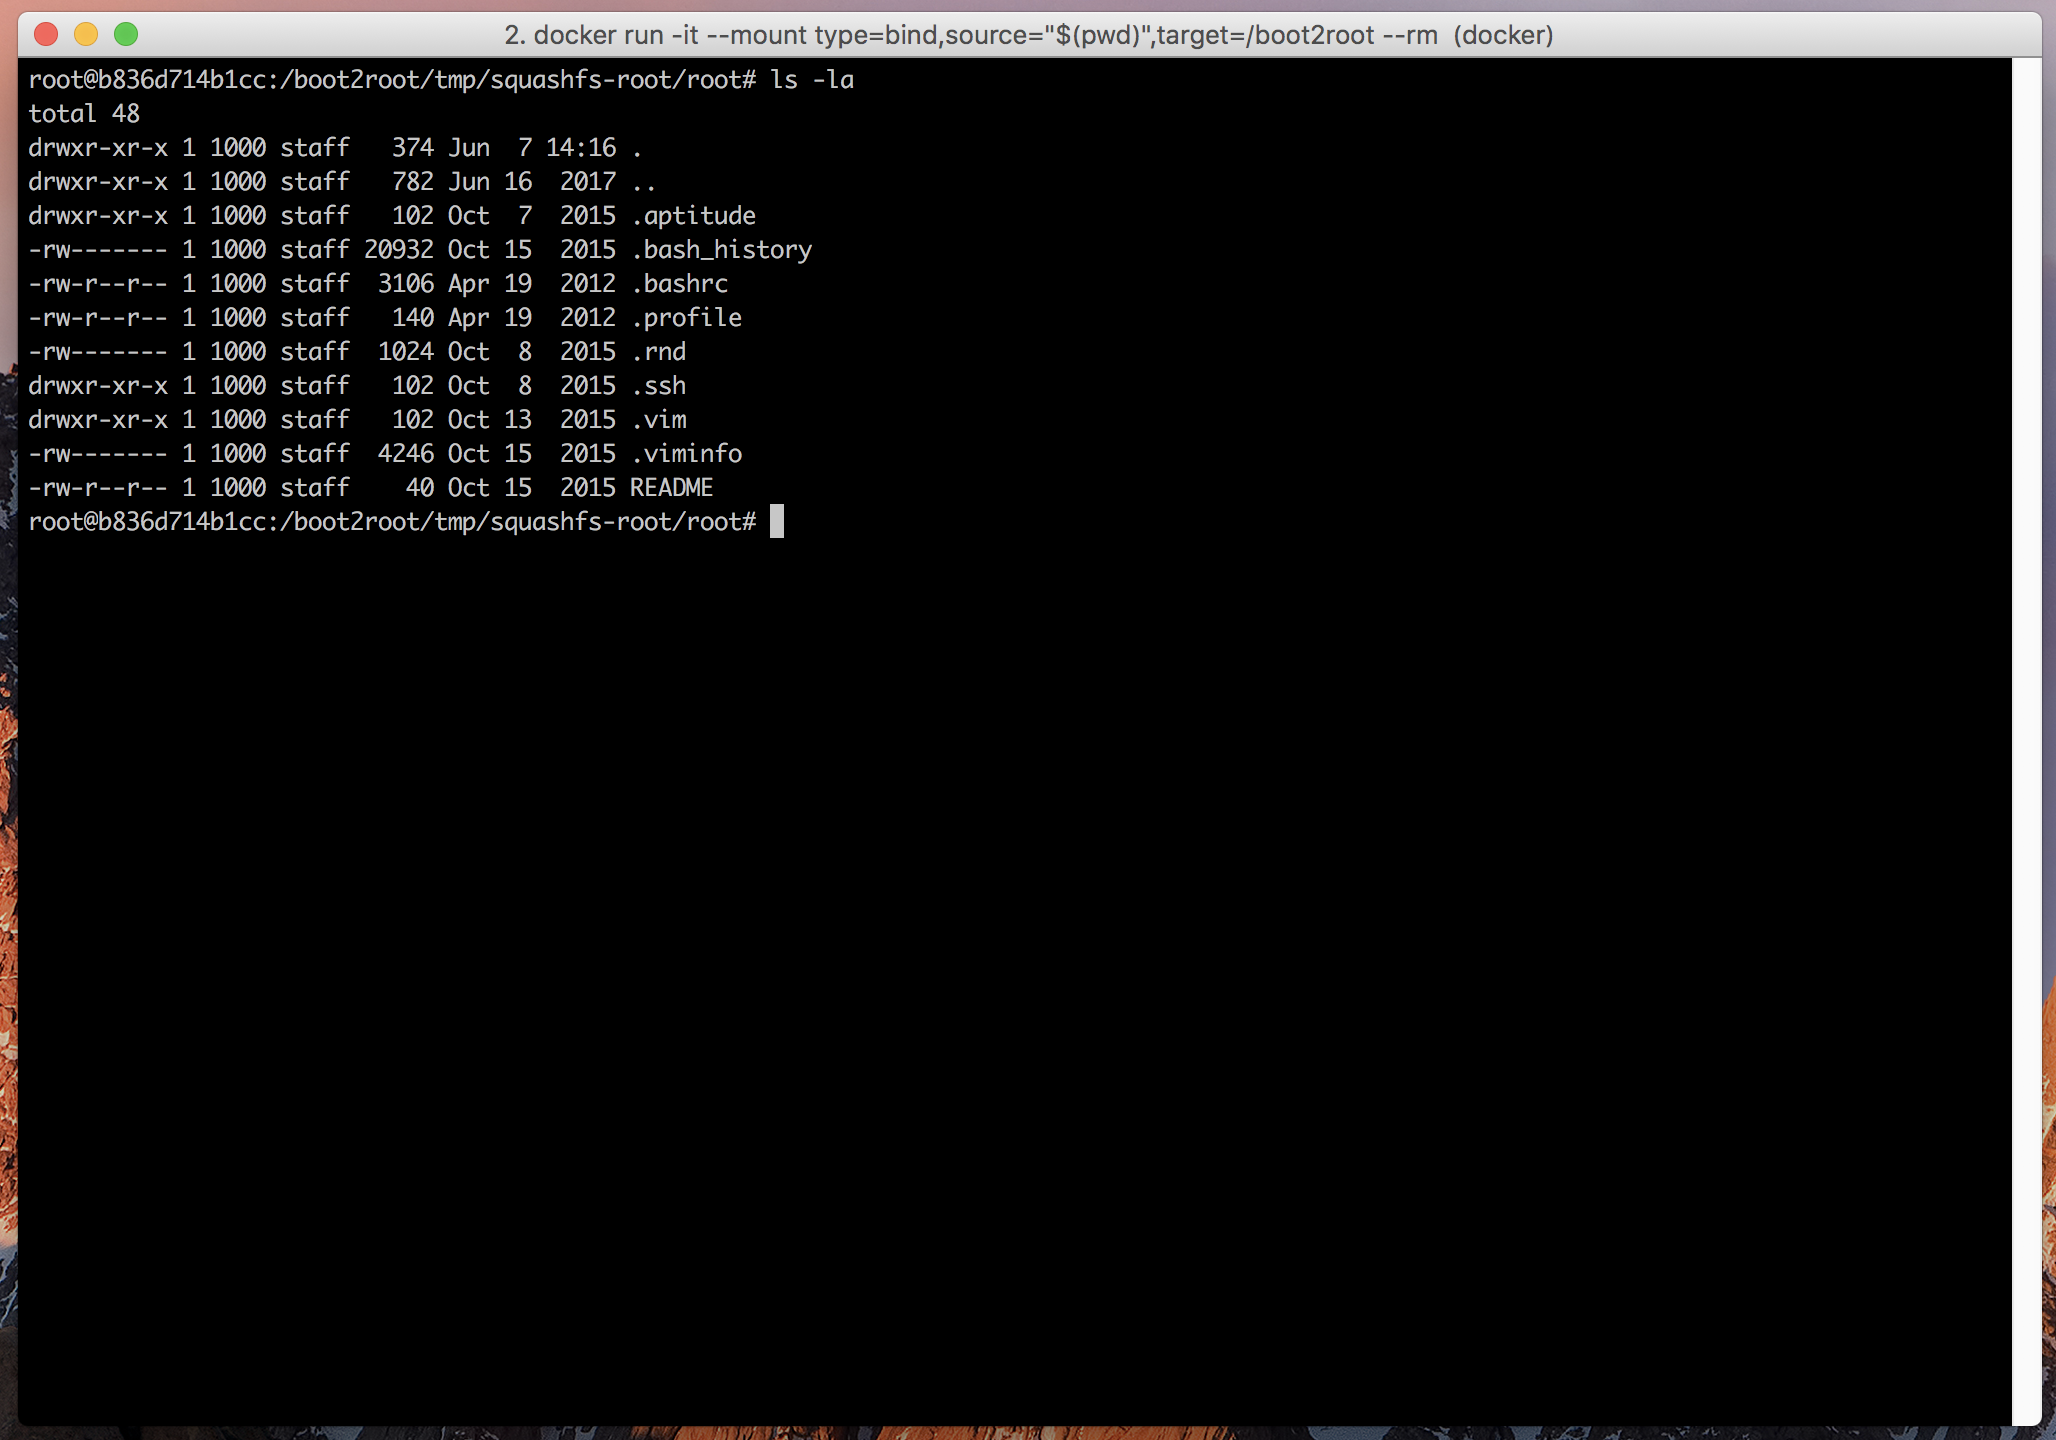 2. docker run -it --mount type=bind,source="$(pwd)",target=/boot2root --rm  (docker)
root@b836d714b1cc:/boot2root/tmp/squashfs-root/root# ls -la
total 48
drwxr-xr-x 1 1000 staff   374 Jun  7 14:16 .
drwxr-xr-x 1 1000 staff   782 Jun 16  2017 ..
drwxr-xr-x 1 1000 staff   102 Oct  7  2015 .aptitude
-rw------- 1 1000 staff 20932 Oct 15  2015 .bash_history
-rw-r--r-- 1 1000 staff  3106 Apr 19  2012 .bashrc
-rw-r--r-- 1 1000 staff   140 Apr 19  2012 .profile
-rw------- 1 1000 staff  1024 Oct  8  2015 .rnd
drwxr-xr-x 1 1000 staff   102 Oct  8  2015 .ssh
drwxr-xr-x 1 1000 staff   102 Oct 13  2015 .vim
-rw------- 1 1000 staff  4246 Oct 15  2015 .viminfo
-rw-r--r-- 1 1000 staff    40 Oct 15  2015 README
root@b836d714b1cc:/boot2root/tmp/squashfs-root/root#